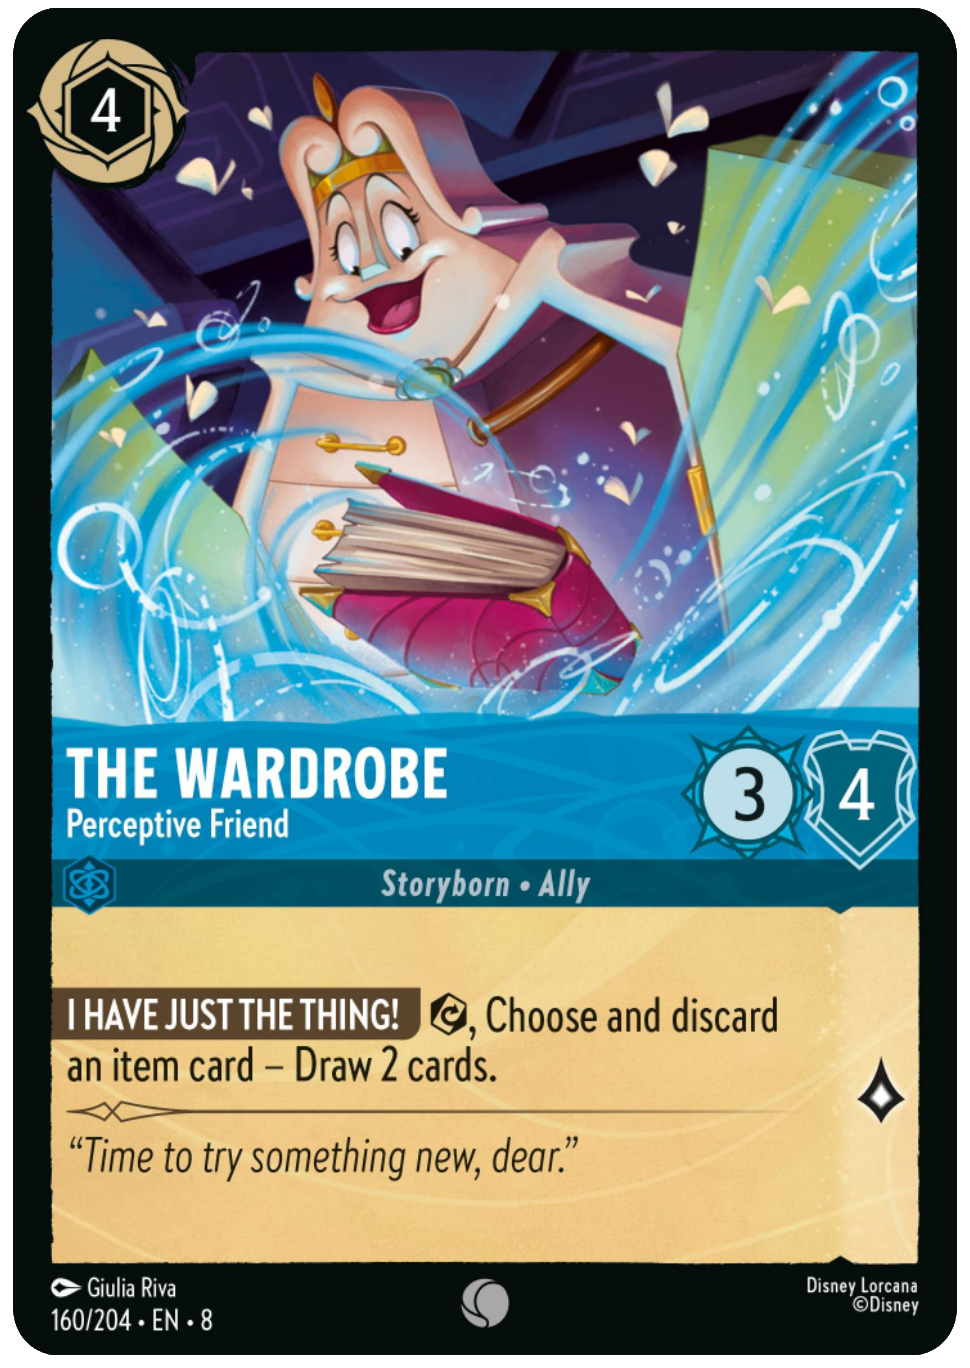 4
THE WARDROBE
Perceptive Friend
3
4
Storyborn • Ally
I HAVE JUST THE THING! , Choose and discard
an item card – Draw 2 cards.
“Time to try something new, dear.”
Giulia Riva
160/204 • EN • 8
Disney Lorcana
©Disney